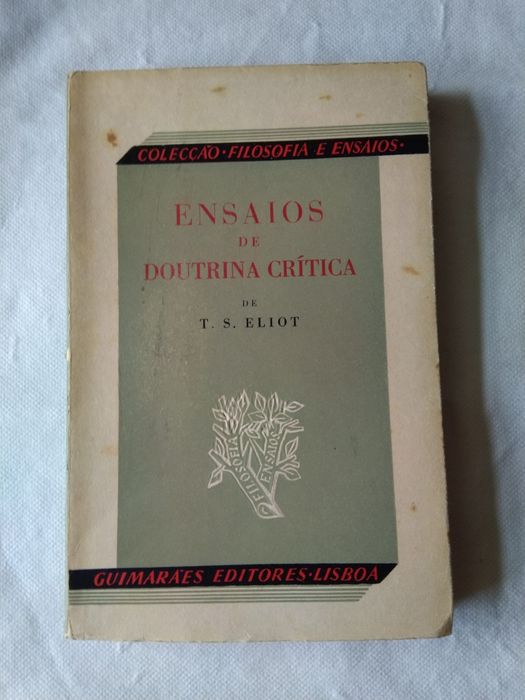 COLECÇÃO · FILOSOFIA E ENSAIOS ·
ENSAIOS
DE
DOUTRINA CRÍTICA
DE
T. S. ELIOT
FILOSOFIA
ENSAIOS
GUIMARÃES EDITORES · LISBOA